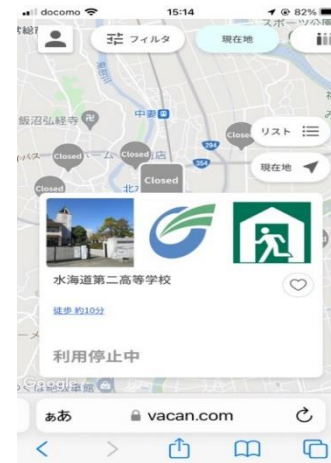 docomo 15:14 82%
フィルタ 現在地
飯沼弘経寺
中妻
294
Closed リスト
Closed Closed 店
354
現在地
Closed
Closed
水海道第二高等学校
徒歩 約10分
利用停止中
Google
ああ vacan.com